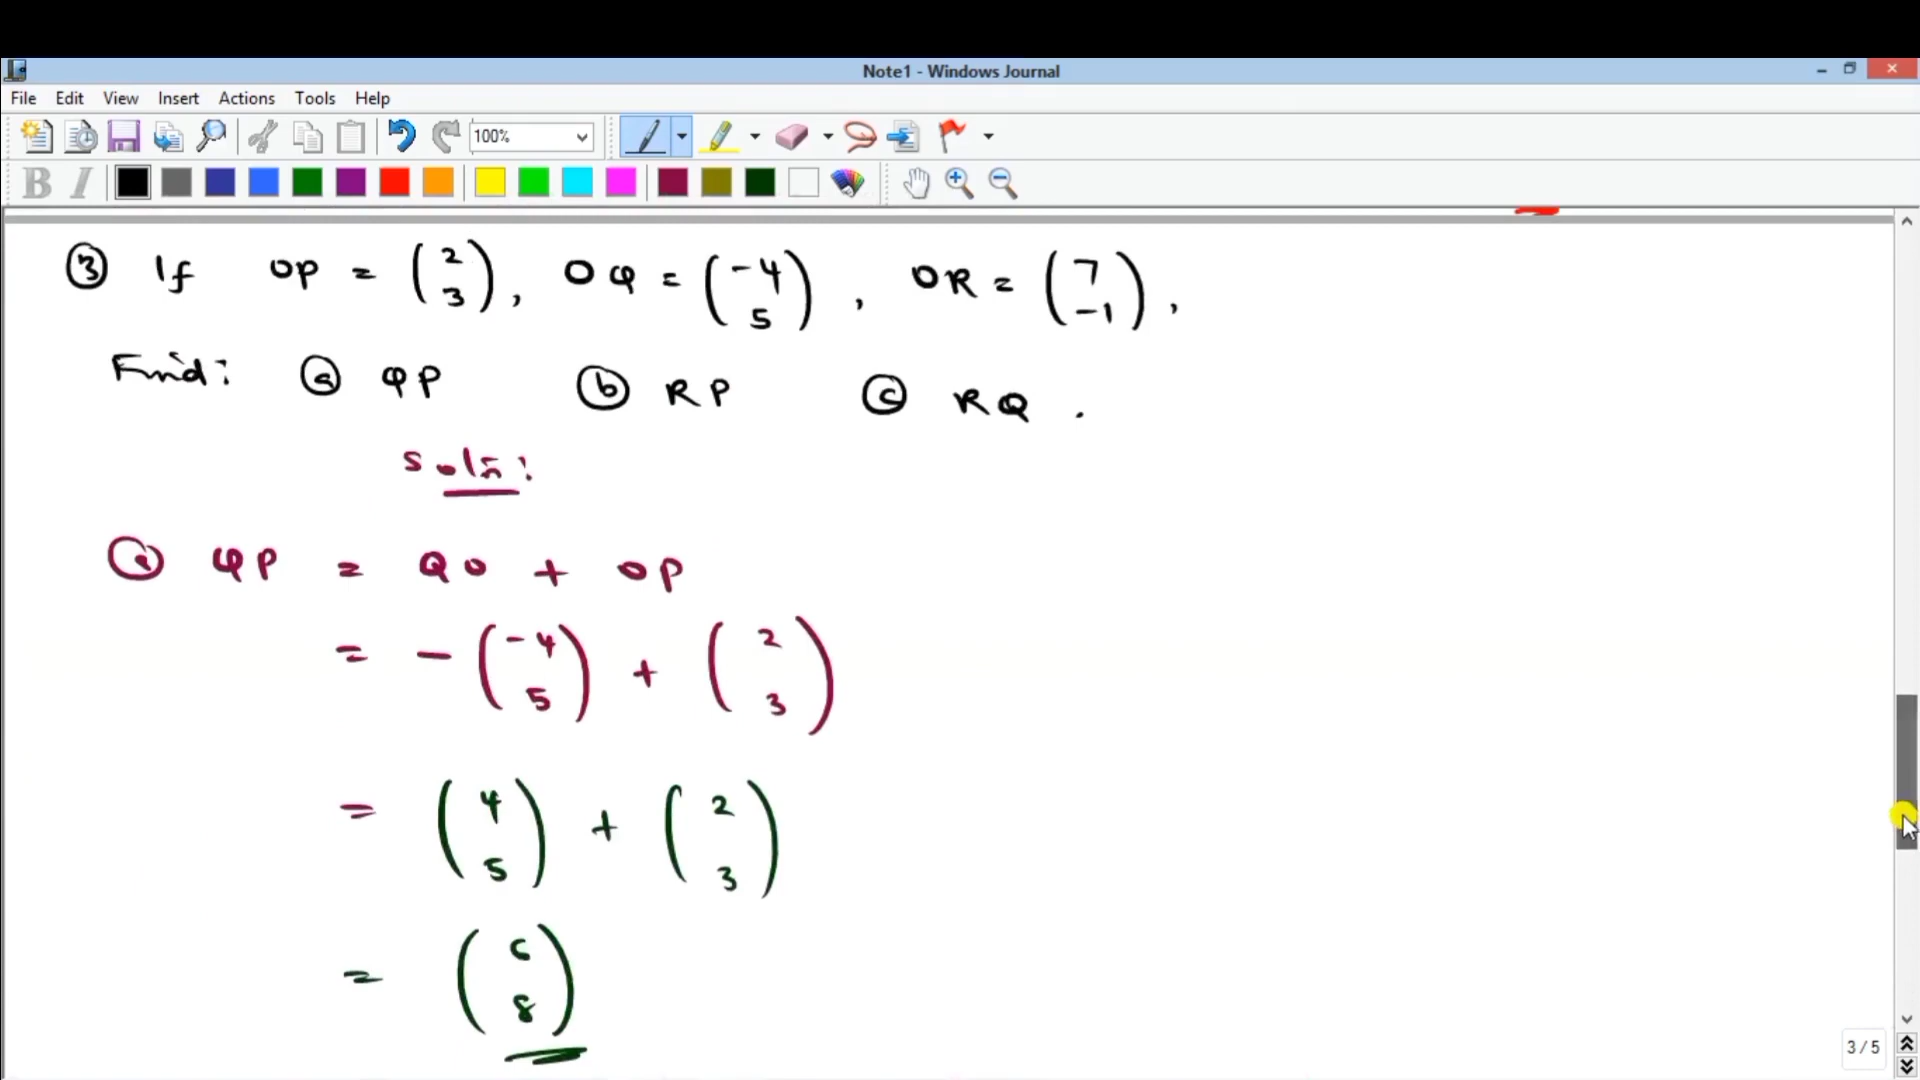 Note1 - Windows Journal
File Edit View Insert Actions Tools Help
100%
B I
③ If OP = (2 3), OQ = (-4 5), OR = (7 -1),
Find: ⓐ QP ⓑ RP ⓒ RQ.
soln:
ⓐ QP = QO + OP
= -(-4 5) + (2 3)
= (4 5) + (2 3)
= (6 8)
3 / 5